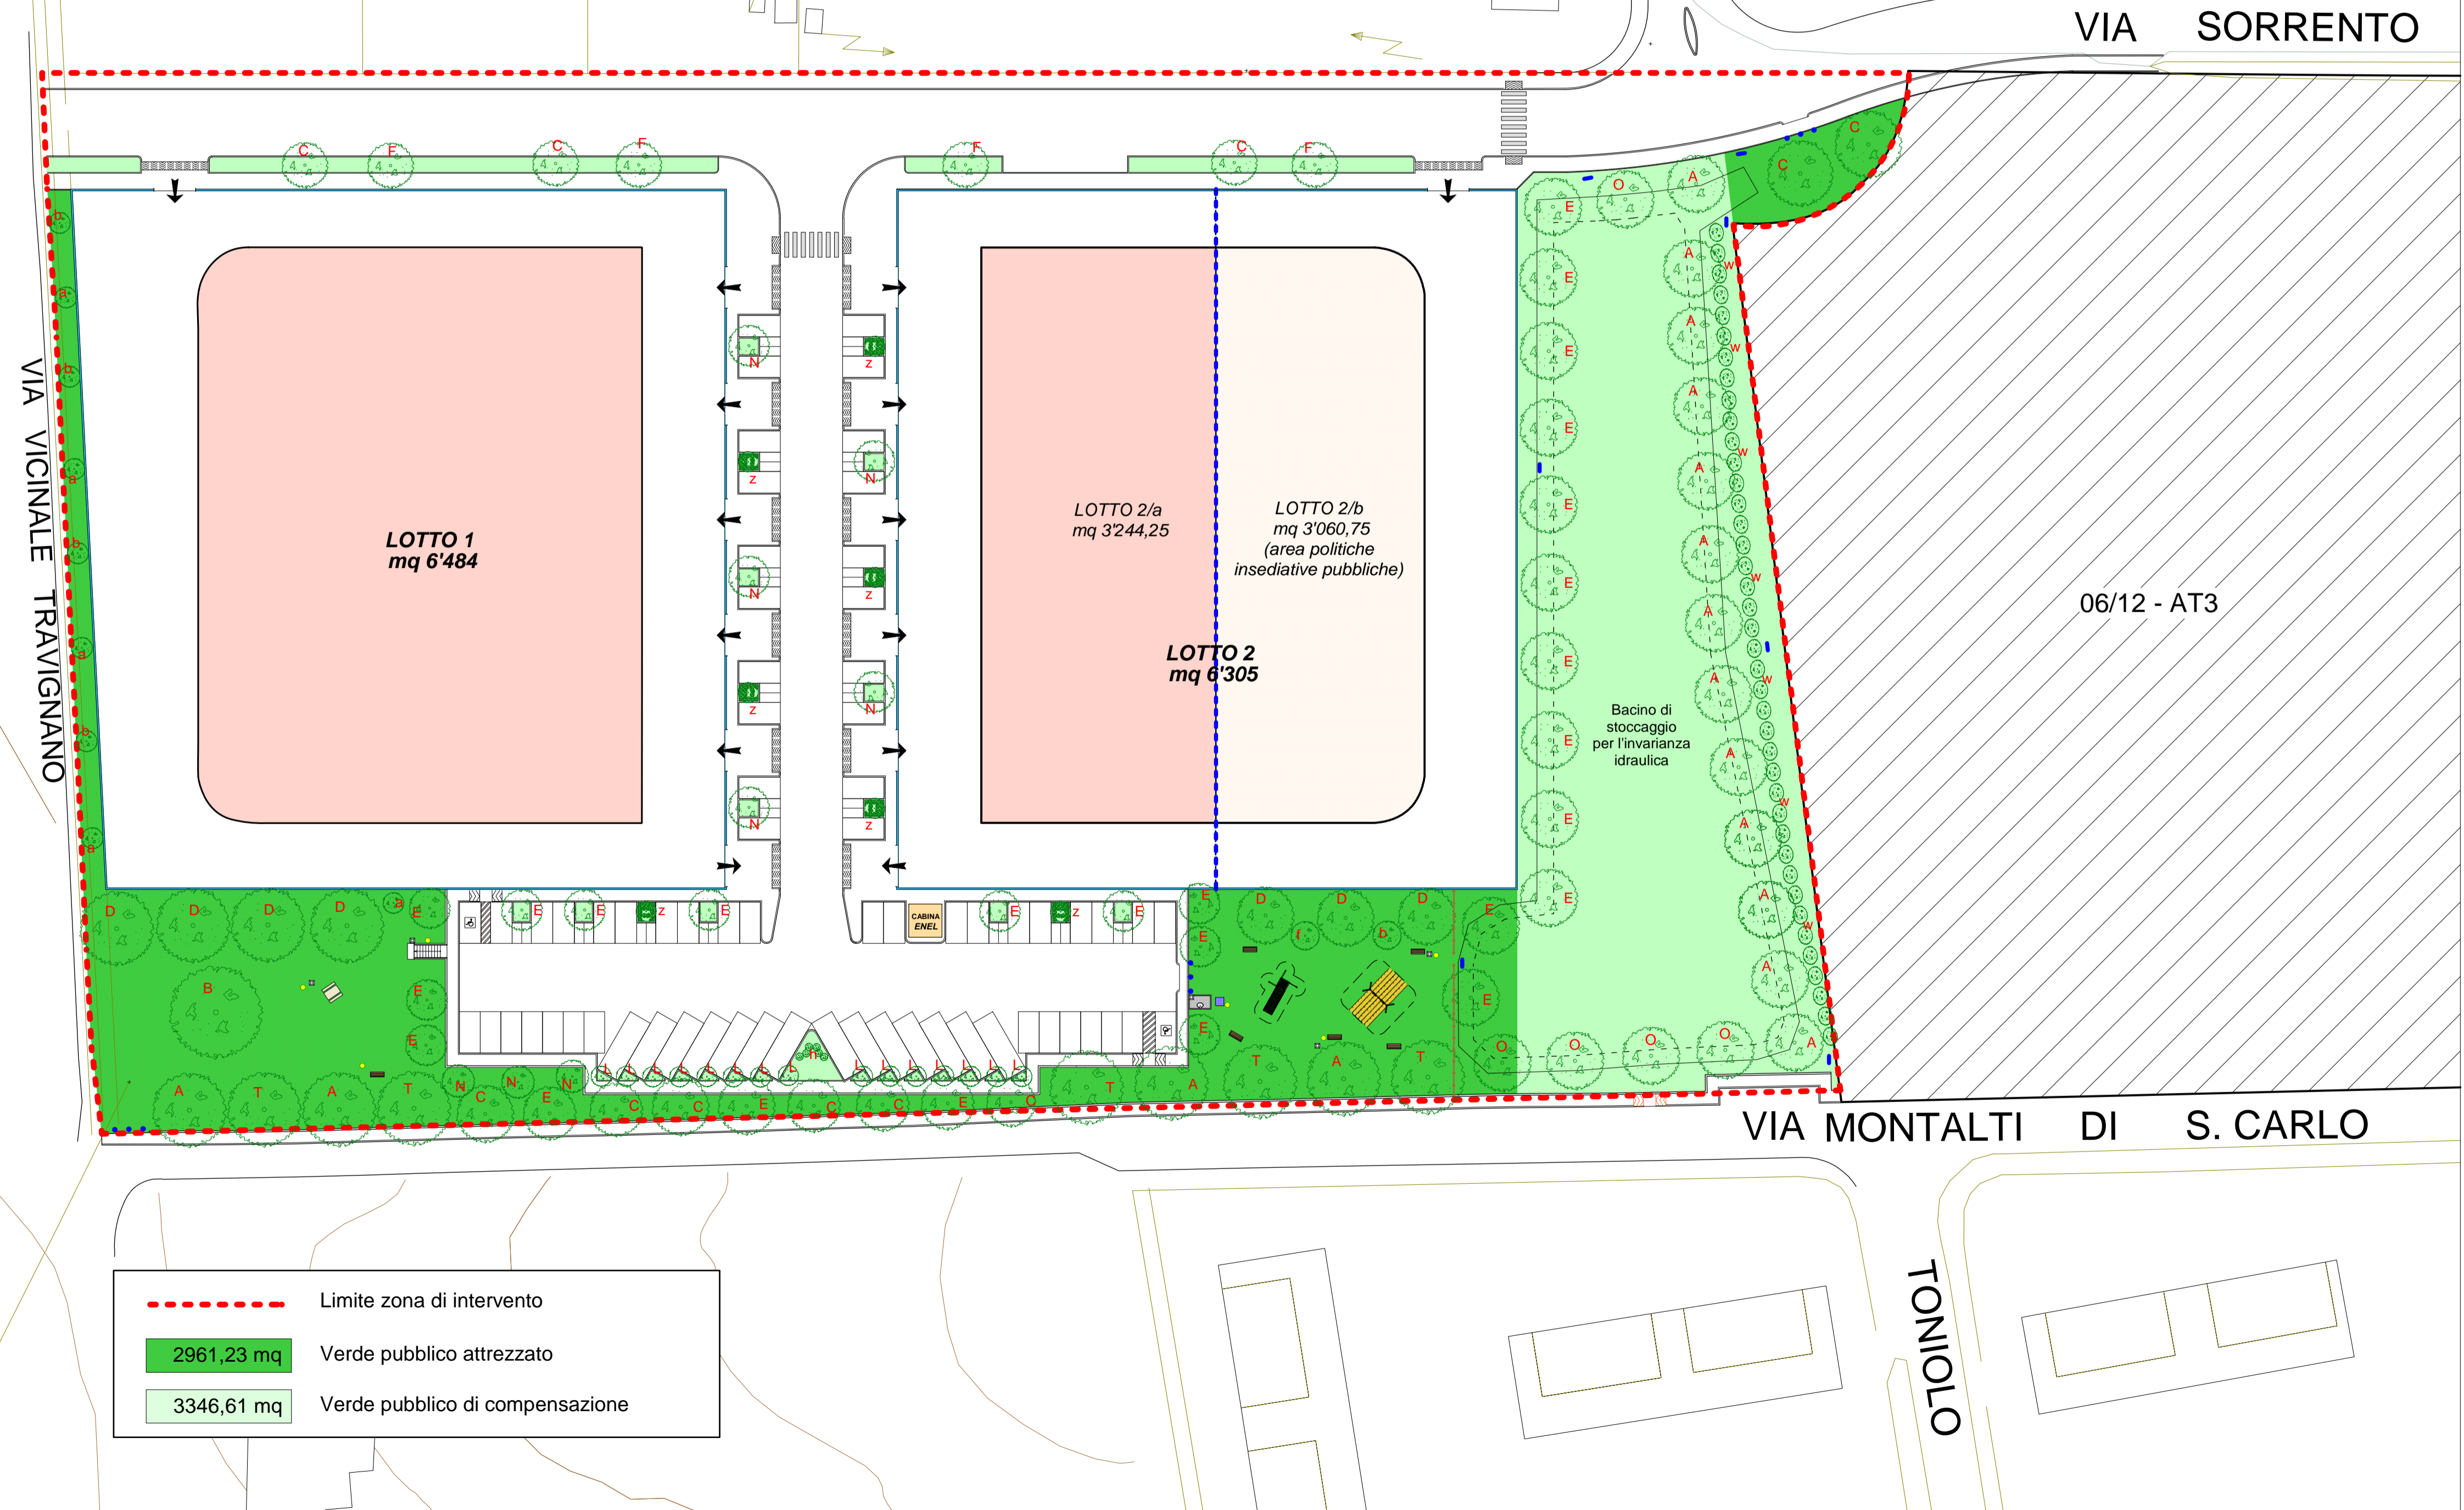 VIA SORRENTO
C F C F F C F
C
C
O A
E
b
a
b
a
b
a
b
a
VIA VICINALE TRAVIGNANO
LOTTO 1
mq 6'484
N z
z N
N z
z N
N z
LOTTO 2/a
mq 3'244,25
LOTTO 2/b
mq 3'060,75
(area politiche
insediative pubbliche)
LOTTO 2
mq 6'305
E
E
E
E
E
E
E
E
E
A
A
A
A
A
A
A
A
A
A
A
w
w
w
w
w
w
w
Bacino di
stoccaggio
per l'invarianza
idraulica
06/12 - AT3
D D D D a E
E E z E
CABINA
ENEL
E z E
E D D D E
E f b
B E E
E E
h
L L L L L L L L L L L L L L L
A T A T N C N E N
C C E C C E C
T A T A T
O O O O A
VIA MONTALTI DI S. CARLO
TONIOLO
Limite zona di intervento
2961,23 mq Verde pubblico attrezzato
3346,61 mq Verde pubblico di compensazione